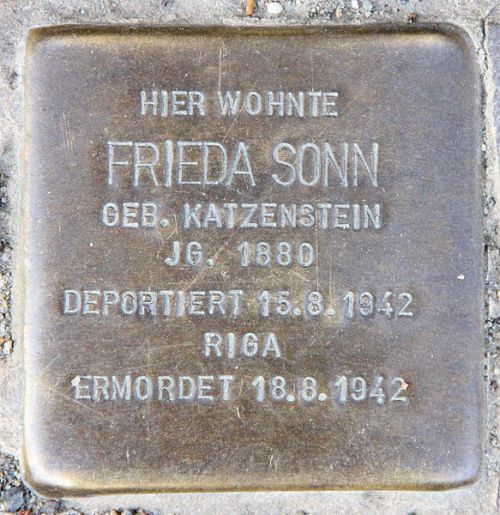 HIER WOHNTE
FRIEDA SONN
GEB. KATZENSTEIN
JG. 1880
DEPORTIERT 15.8.1942
RIGA
ERMORDET 18.8.1942